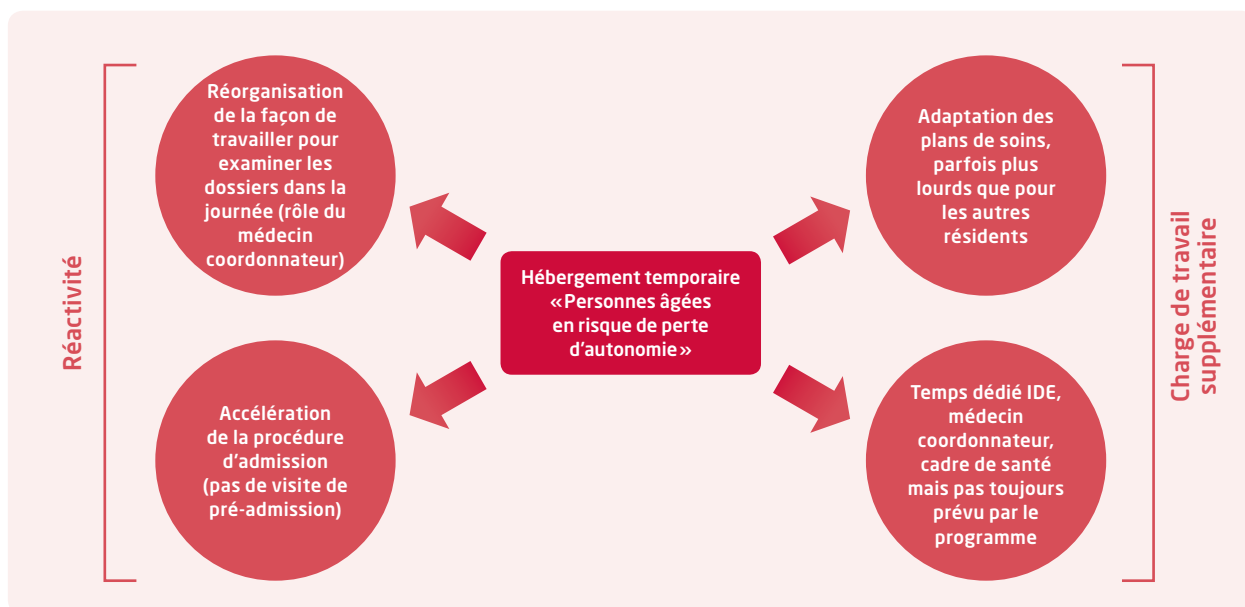 Réactivité
Réorganisation
de la façon de
travailler pour
examiner les
dossiers dans la
journée (rôle du
médecin
coordonnateur)
Accélération
de la procédure
d'admission
(pas de visite de
pré-admission)
Hébergement temporaire
«Personnes âgées
en risque de perte
d'autonomie»
Adaptation des
plans de soins,
parfois plus
lourds que pour
les autres
résidents
Temps dédié IDE,
médecin
coordonnateur,
cadre de santé
mais pas toujours
prévu par le
programme
Charge de travail
supplémentaire